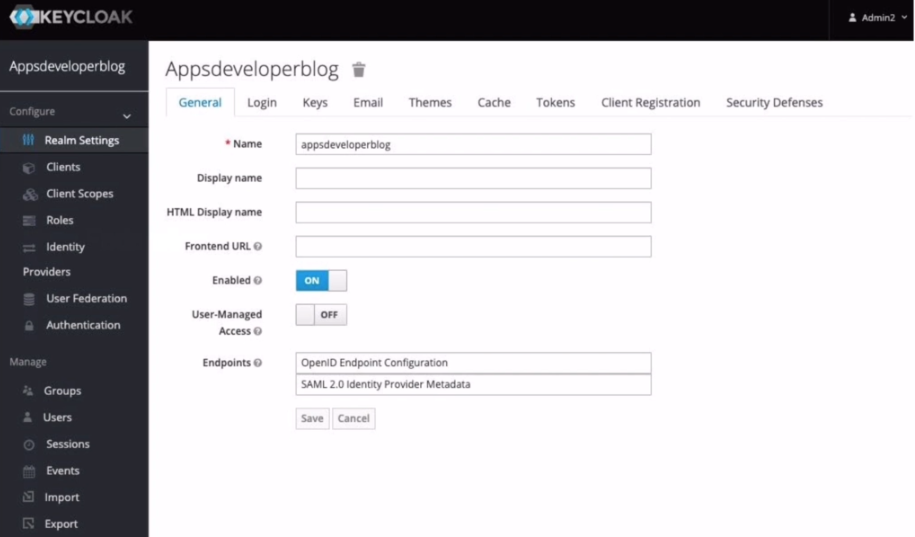 KEYCLOAK
Admin2
Appsdeveloperblog
Configure
Realm Settings
Clients
Client Scopes
Roles
Identity
Providers
User Federation
Authentication
Manage
Groups
Users
Sessions
Events
Import
Export
Appsdeveloperblog
General Login Keys Email Themes Cache Tokens Client Registration Security Defenses
* Name appsdeveloperblog
Display name
HTML Display name
Frontend URL
Enabled ON
User-Managed OFF
Access
Endpoints OpenID Endpoint Configuration
SAML 2.0 Identity Provider Metadata
Save Cancel